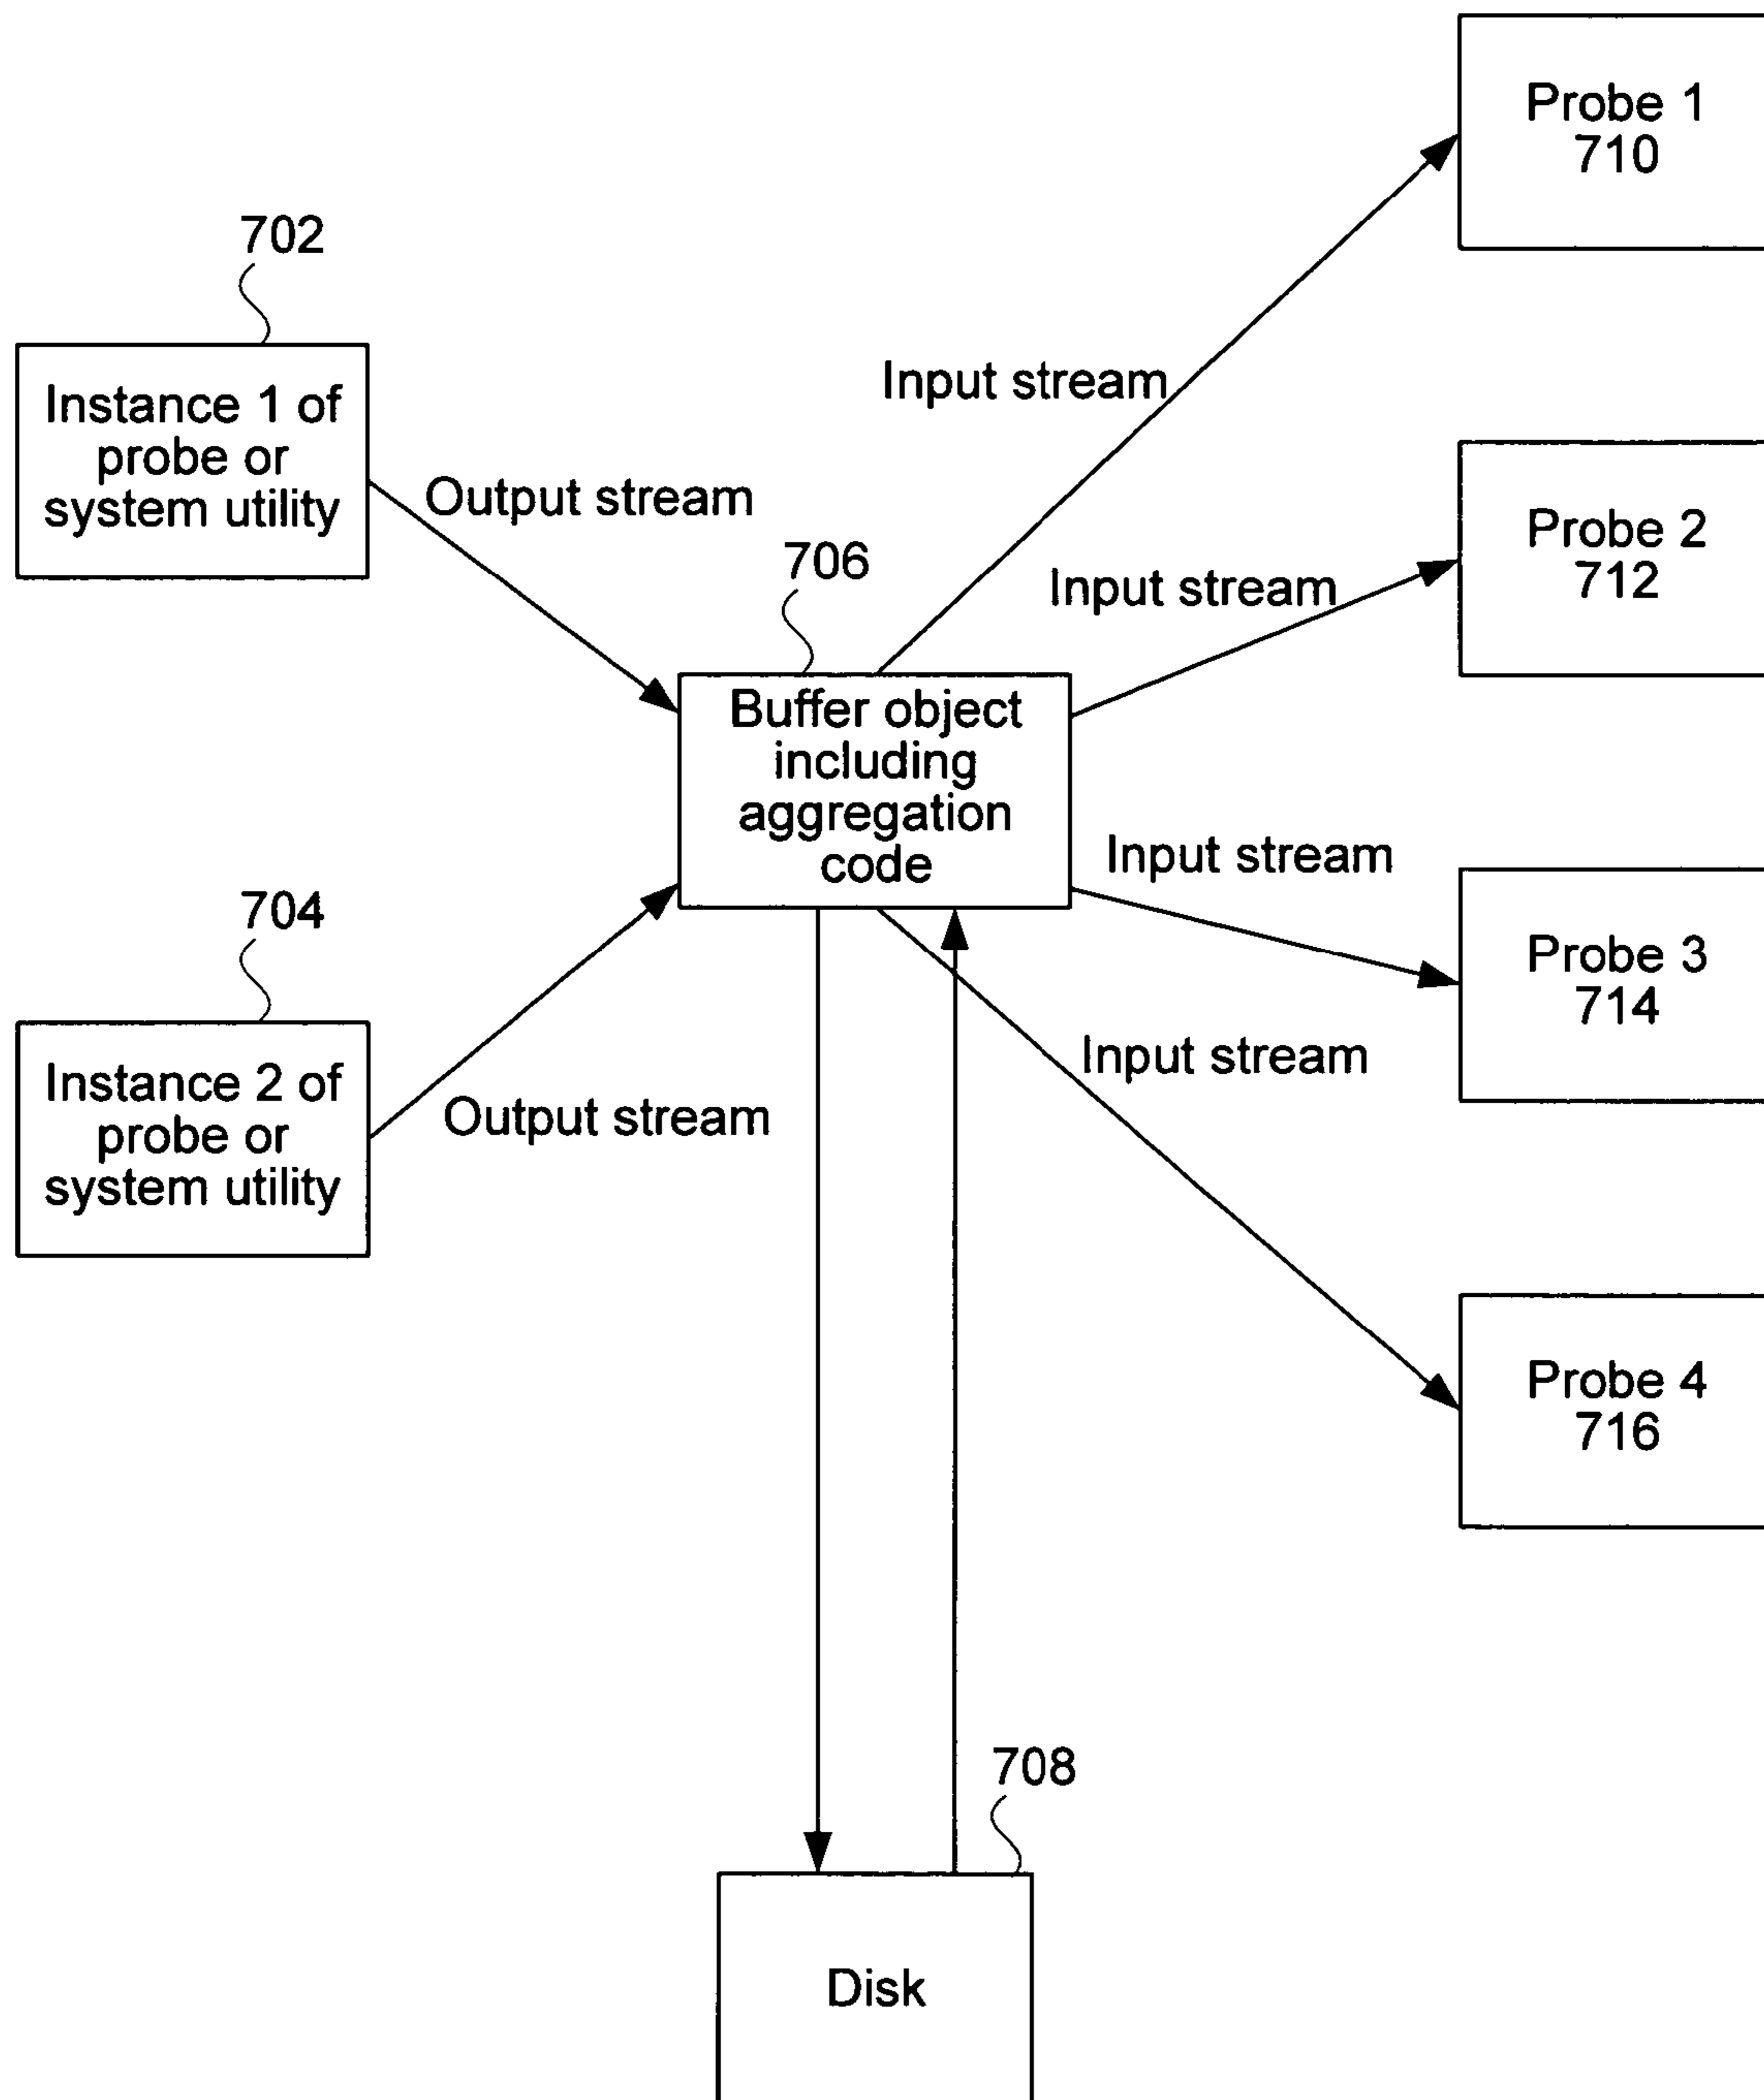 Probe 1
710
702
Instance 1 of
probe or
system utility
Output stream
Input stream
Probe 2
712
706
Input stream
Buffer object
including
aggregation
code
Input stream
Probe 3
714
704
Instance 2 of
probe or
system utility
Output stream
Input stream
Probe 4
716
708
Disk